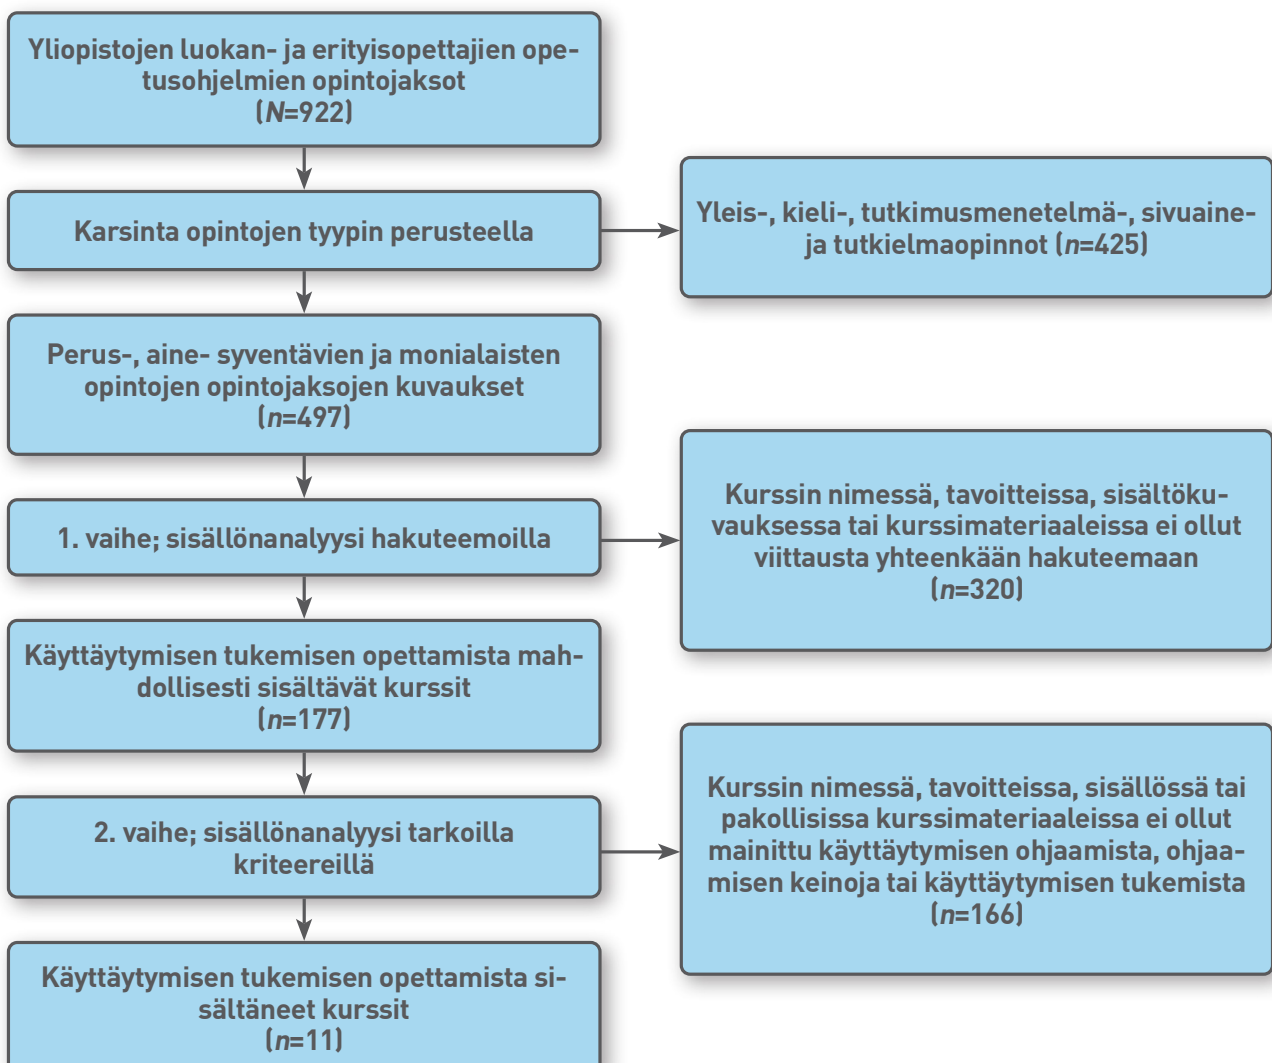 Yliopistojen luokan- ja erityisopettajien ope-
tusohjelmien opintojaksot
(N=922)
Karsinta opintojen tyypin perusteella
Yleis-, kieli-, tutkimusmenetelmä-, sivuaine-
ja tutkielmaopinnot (n=425)
Perus-, aine- syventävien ja monialaisten
opintojen opintojaksojen kuvaukset
(n=497)
1. vaihe; sisällönanalyysi hakuteemoilla
Kurssin nimessä, tavoitteissa, sisältöku-
vauksessa tai kurssimateriaaleissa ei ollut
viittausta yhteenkään hakuteemaan
(n=320)
Käyttäytymisen tukemisen opettamista mah-
dollisesti sisältävät kurssit
(n=177)
2. vaihe; sisällönanalyysi tarkoilla
kriteereillä
Kurssin nimessä, tavoitteissa, sisällössä tai
pakollisissa kurssimateriaaleissa ei ollut
mainittu käyttäytymisen ohjaamista, ohjaa-
misen keinoja tai käyttäytymisen tukemista
(n=166)
Käyttäytymisen tukemisen opettamista si-
sältäneet kurssit
(n=11)